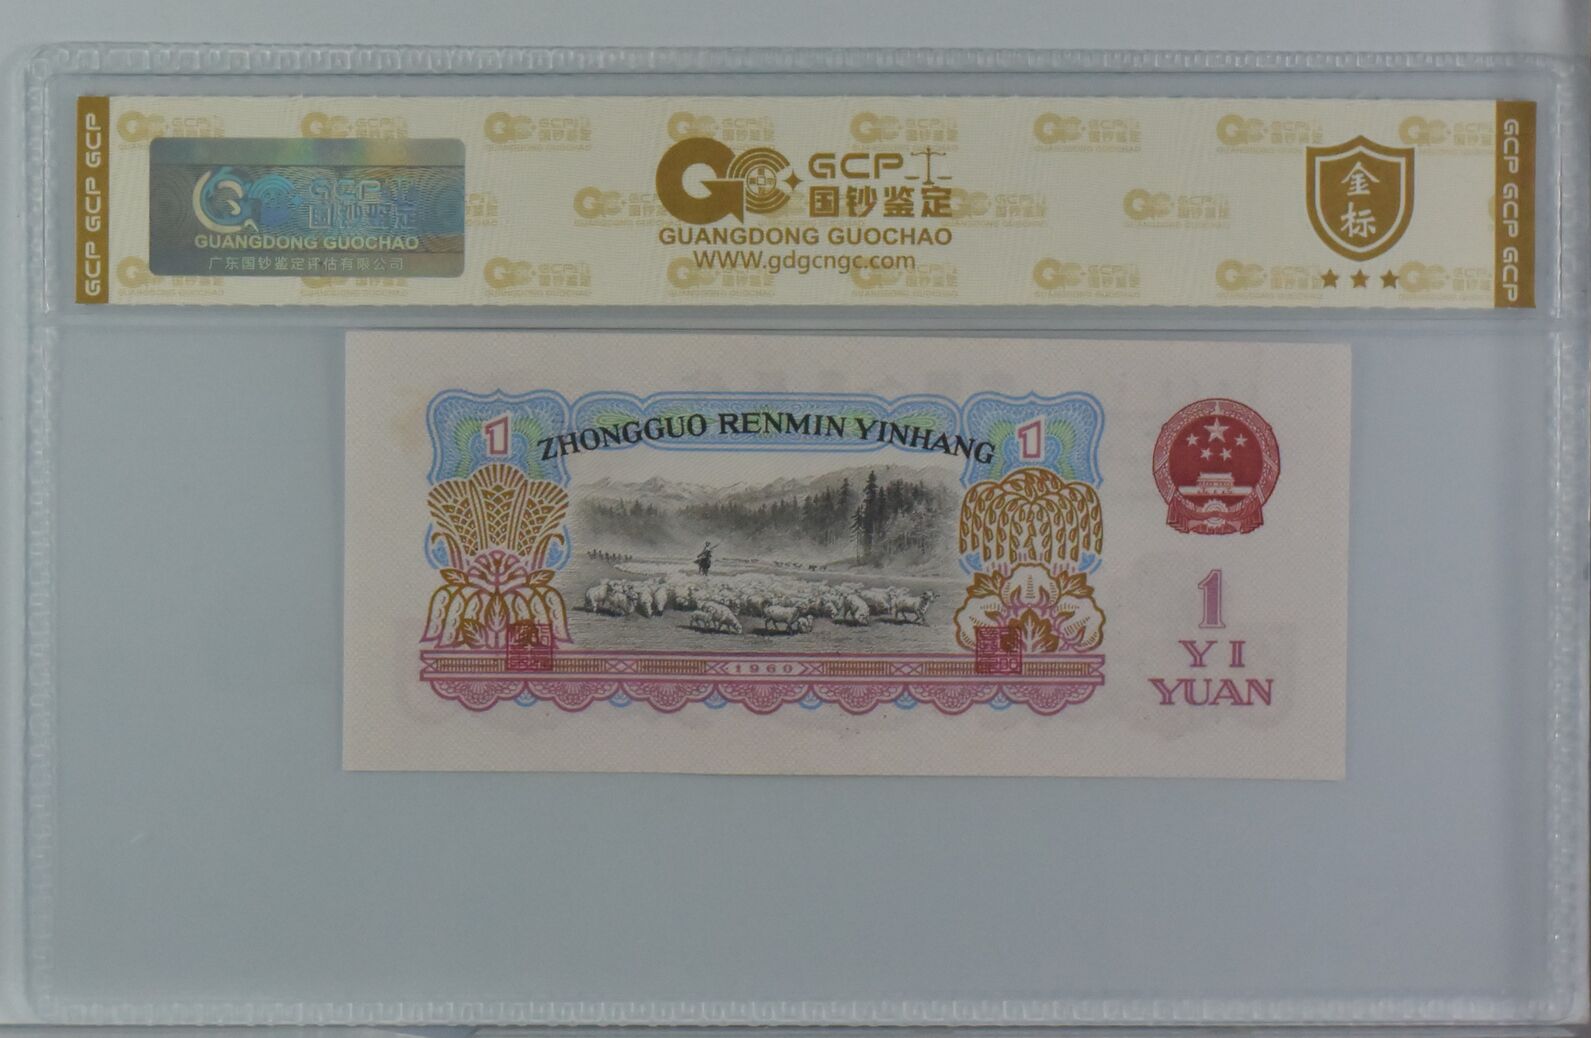 GCP GCP GCP
GCP 国钞鉴定
GUANGDONG GUOCHAO
广东国钞鉴定评估有限公司
GCP
国钞鉴定
GUANGDONG GUOCHAO
WWW.gdgcngc.com
金标
GCP GCP GCP
ZHONGGUO RENMIN YINHANG
1
1
1960
1
YI
YUAN